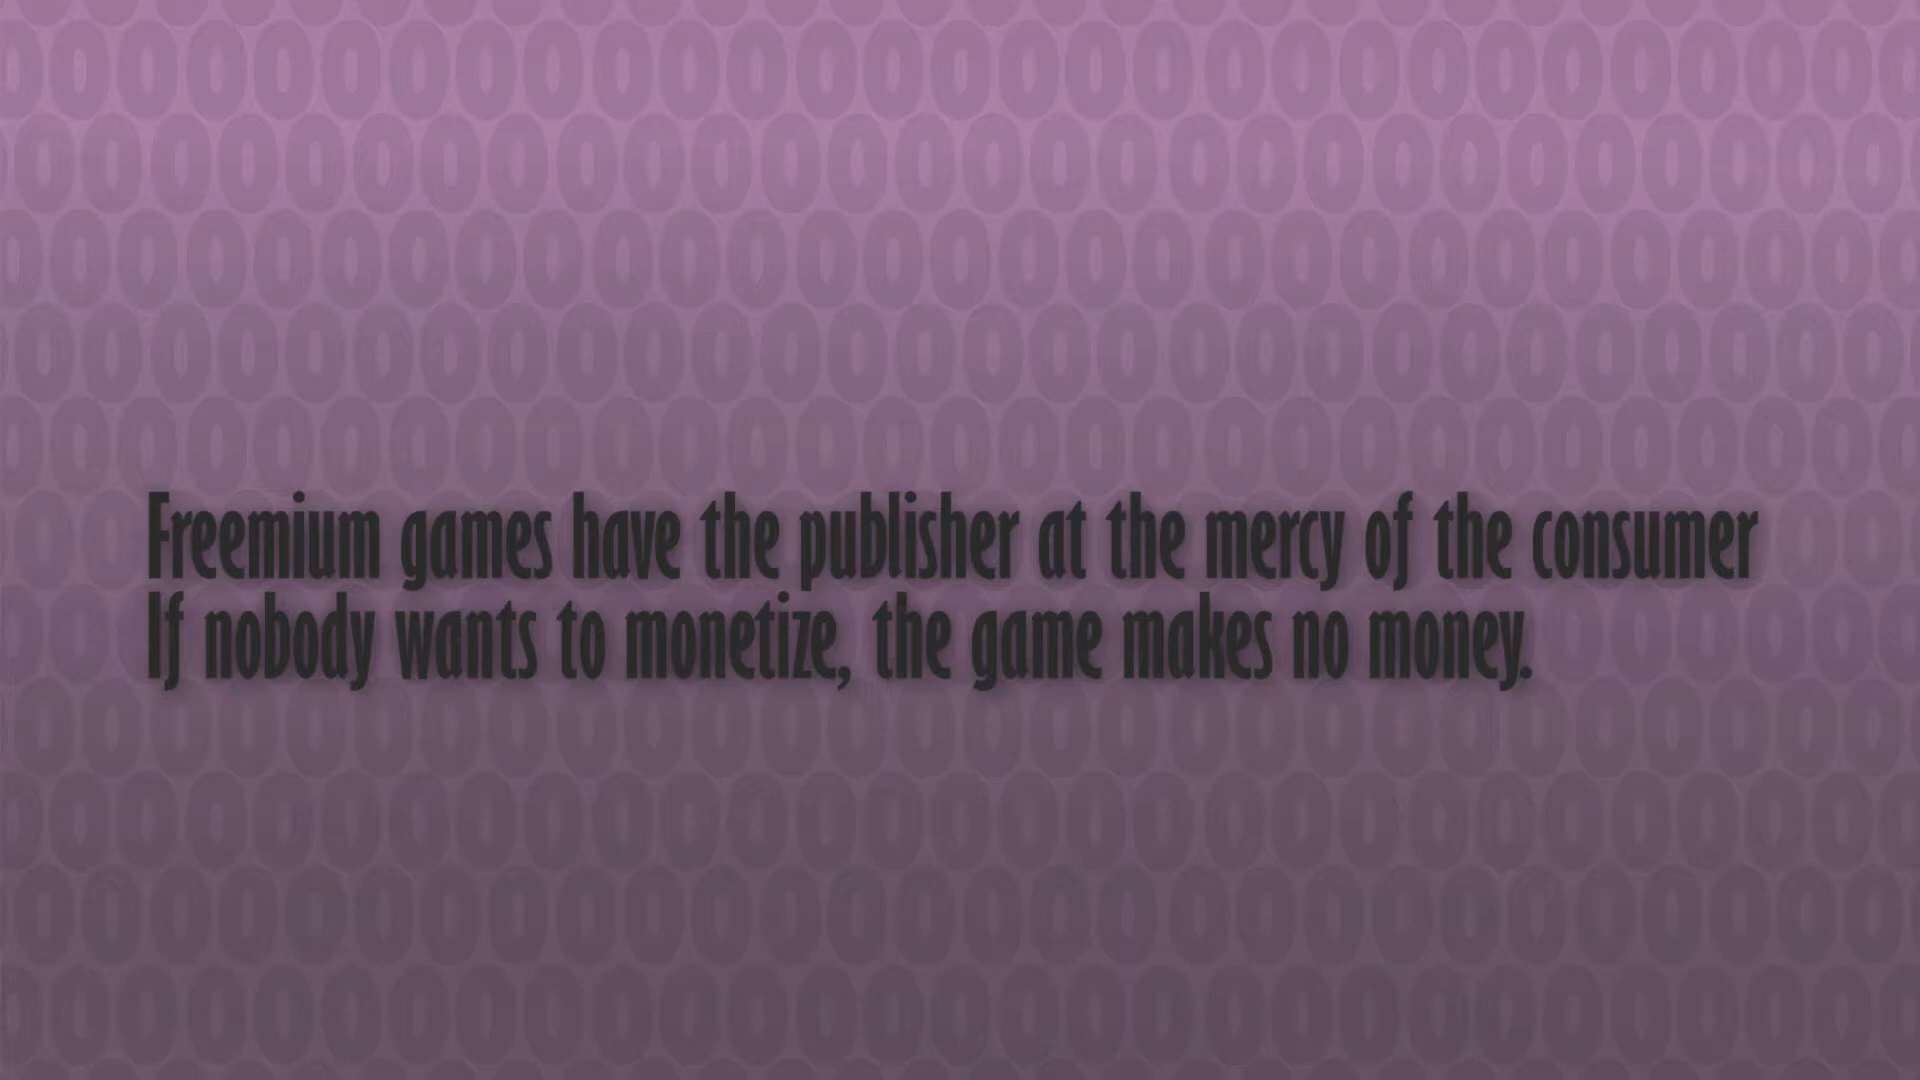 Freemium games have the publisher at the mercy of the consumer
If nobody wants to monetize, the game makes no money.